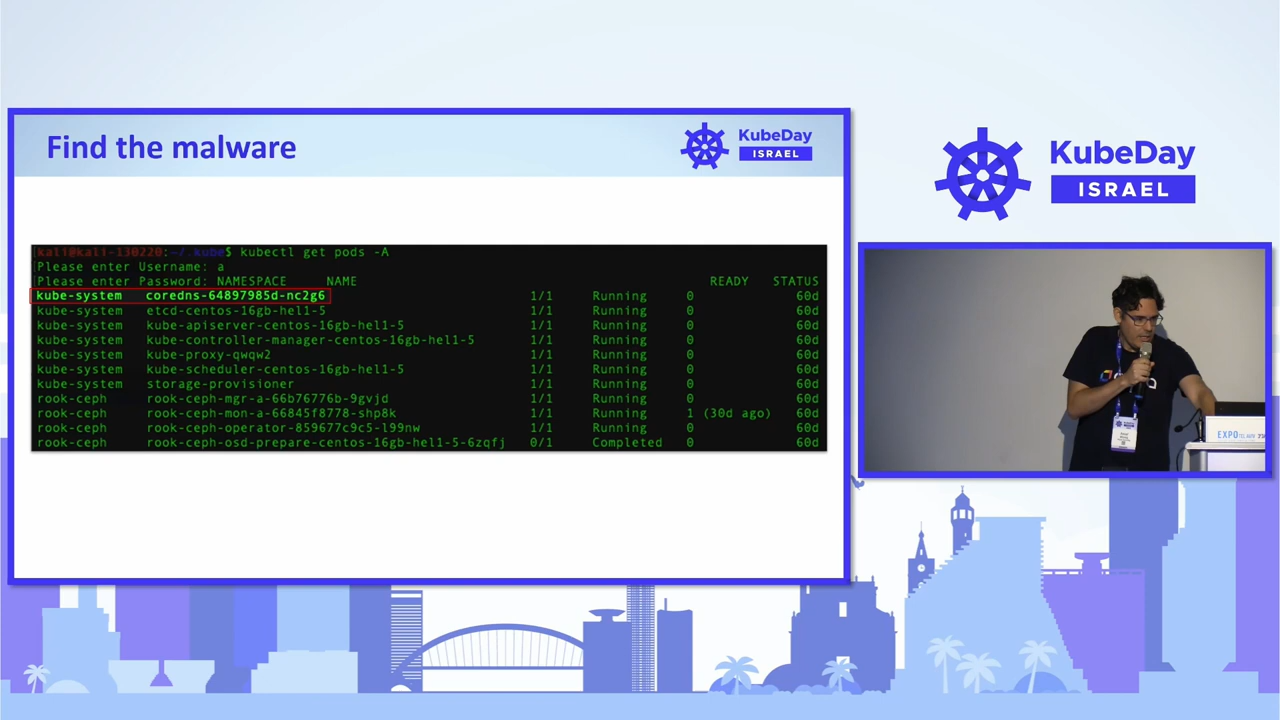 Find the malware
KubeDay
ISRAEL
[kali@kali-130220:~/.kube$ kubectl get pods -A
Please enter Username: a
Please enter Password: NAMESPACE NAME READY STATUS
kube-system coredns-64897985d-nc2g6 1/1 Running 0 60d
kube-system etcd-centos-16gb-hel1-5 1/1 Running 0 60d
kube-system kube-apiserver-centos-16gb-hel1-5 1/1 Running 0 60d
kube-system kube-controller-manager-centos-16gb-hel1-5 1/1 Running 0 60d
kube-system kube-proxy-qwqw2 1/1 Running 0 60d
kube-system kube-scheduler-centos-16gb-hel1-5 1/1 Running 0 60d
kube-system storage-provisioner 1/1 Running 0 60d
rook-ceph rook-ceph-mgr-a-66b76776b-9gvjd 1/1 Running 0 60d
rook-ceph rook-ceph-mon-a-66845f8778-shp8k 1/1 Running 1 (30d ago) 60d
rook-ceph rook-ceph-operator-859677c9c5-l99nw 1/1 Running 0 60d
rook-ceph rook-ceph-osd-prepare-centos-16gb-hel1-5-6zqfj 0/1 Completed 0 60d
KubeDay
ISRAEL
EXPO